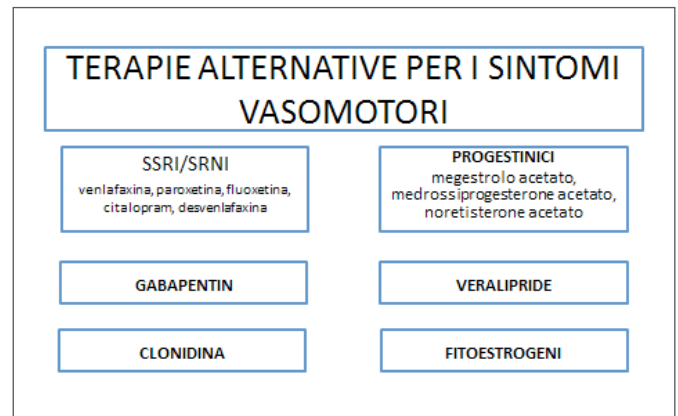 TERAPIE ALTERNATIVE PER I SINTOMI
VASOMOTORI
SSRI/SRNI
venlafaxina, paroxetina, fluoxetina,
citalopram, desvenlafaxina
PROGESTINICI
megestrolo acetato,
medrossiprogesterone acetato,
noretisterone acetato
GABAPENTIN
VERALIPRIDE
CLONIDINA
FITOESTROGENI